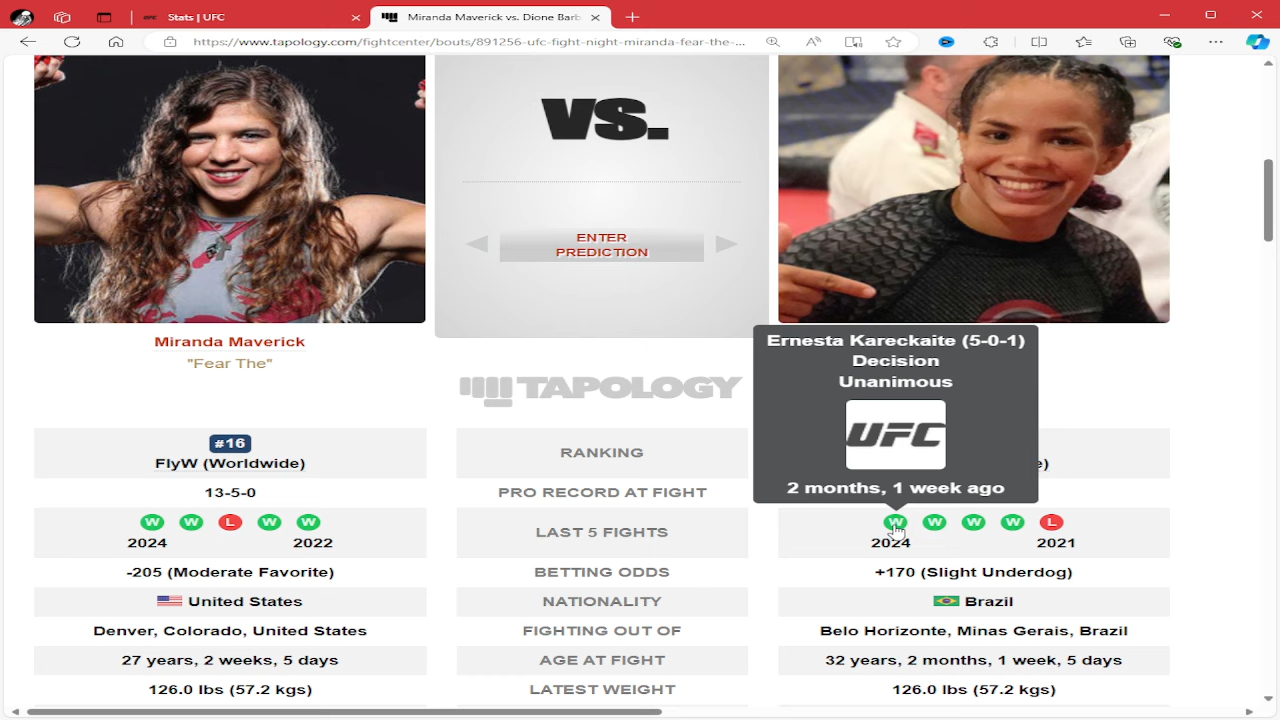 Stats | UFC
Miranda Maverick vs. Dione Barb
https://www.tapology.com/fightcenter/bouts/891256-ufc-fight-night-miranda-fear-the-...
VS.
ENTER
PREDICTION
Miranda Maverick
"Fear The"
TAPOLOGY
Ernesta Kareckaite (5-0-1)
Decision
Unanimous
UFC
2 months, 1 week ago
#16
FlyW (Worldwide)
RANKING
e)
13-5-0
PRO RECORD AT FIGHT
W W L W W
2024 2022
LAST 5 FIGHTS
W W W W L
2024 2021
-205 (Moderate Favorite)
BETTING ODDS
+170 (Slight Underdog)
United States
NATIONALITY
Brazil
Denver, Colorado, United States
FIGHTING OUT OF
Belo Horizonte, Minas Gerais, Brazil
27 years, 2 weeks, 5 days
AGE AT FIGHT
32 years, 2 months, 1 week, 5 days
126.0 lbs (57.2 kgs)
LATEST WEIGHT
126.0 lbs (57.2 kgs)